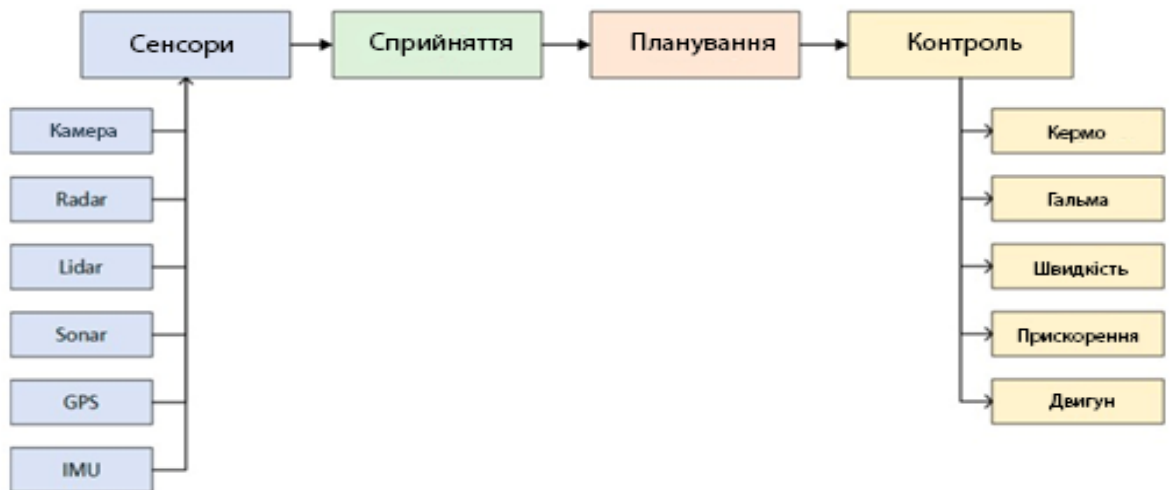 Сенсори
Сприйняття
Планування
Контроль
Камера
Radar
Lidar
Sonar
GPS
IMU
Кермо
Гальма
Швидкість
Прискорення
Двигун